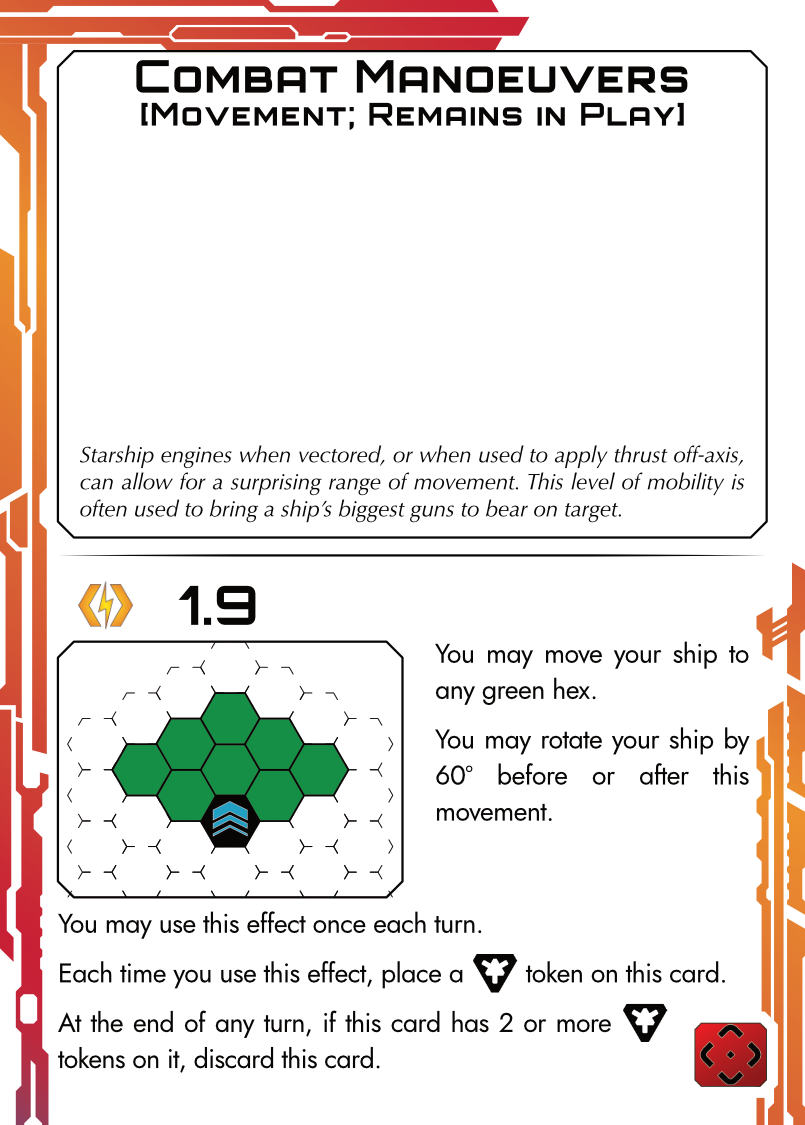 Combat Manoeuvers
[Movement; Remains in Play]
Starship engines when vectored, or when used to apply thrust off-axis,
can allow for a surprising range of movement. This level of mobility is
often used to bring a ship's biggest guns to bear on target.
1.9
You may move your ship to
any green hex.
You may rotate your ship by
60° before or after this
movement.
You may use this effect once each turn.
Each time you use this effect, place a token on this card.
At the end of any turn, if this card has 2 or more
tokens on it, discard this card.